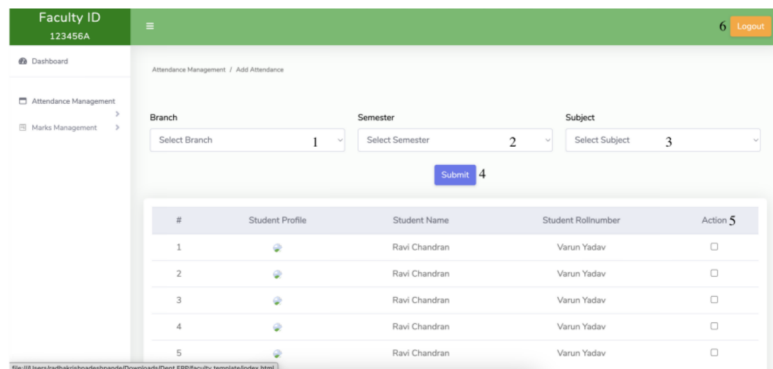 Faculty ID
123456A
6 Logout
Dashboard
Attendance Management / Add Attendance
Attendance Management
Marks Management
Branch Semester Subject
Select Branch 1 Select Semester 2 Select Subject 3
Submit 4
# Student Profile Student Name Student Rollnumber Action 5
1 Ravi Chandran Varun Yadav
2 Ravi Chandran Varun Yadav
3 Ravi Chandran Varun Yadav
4 Ravi Chandran Varun Yadav
5 Ravi Chandran Varun Yadav